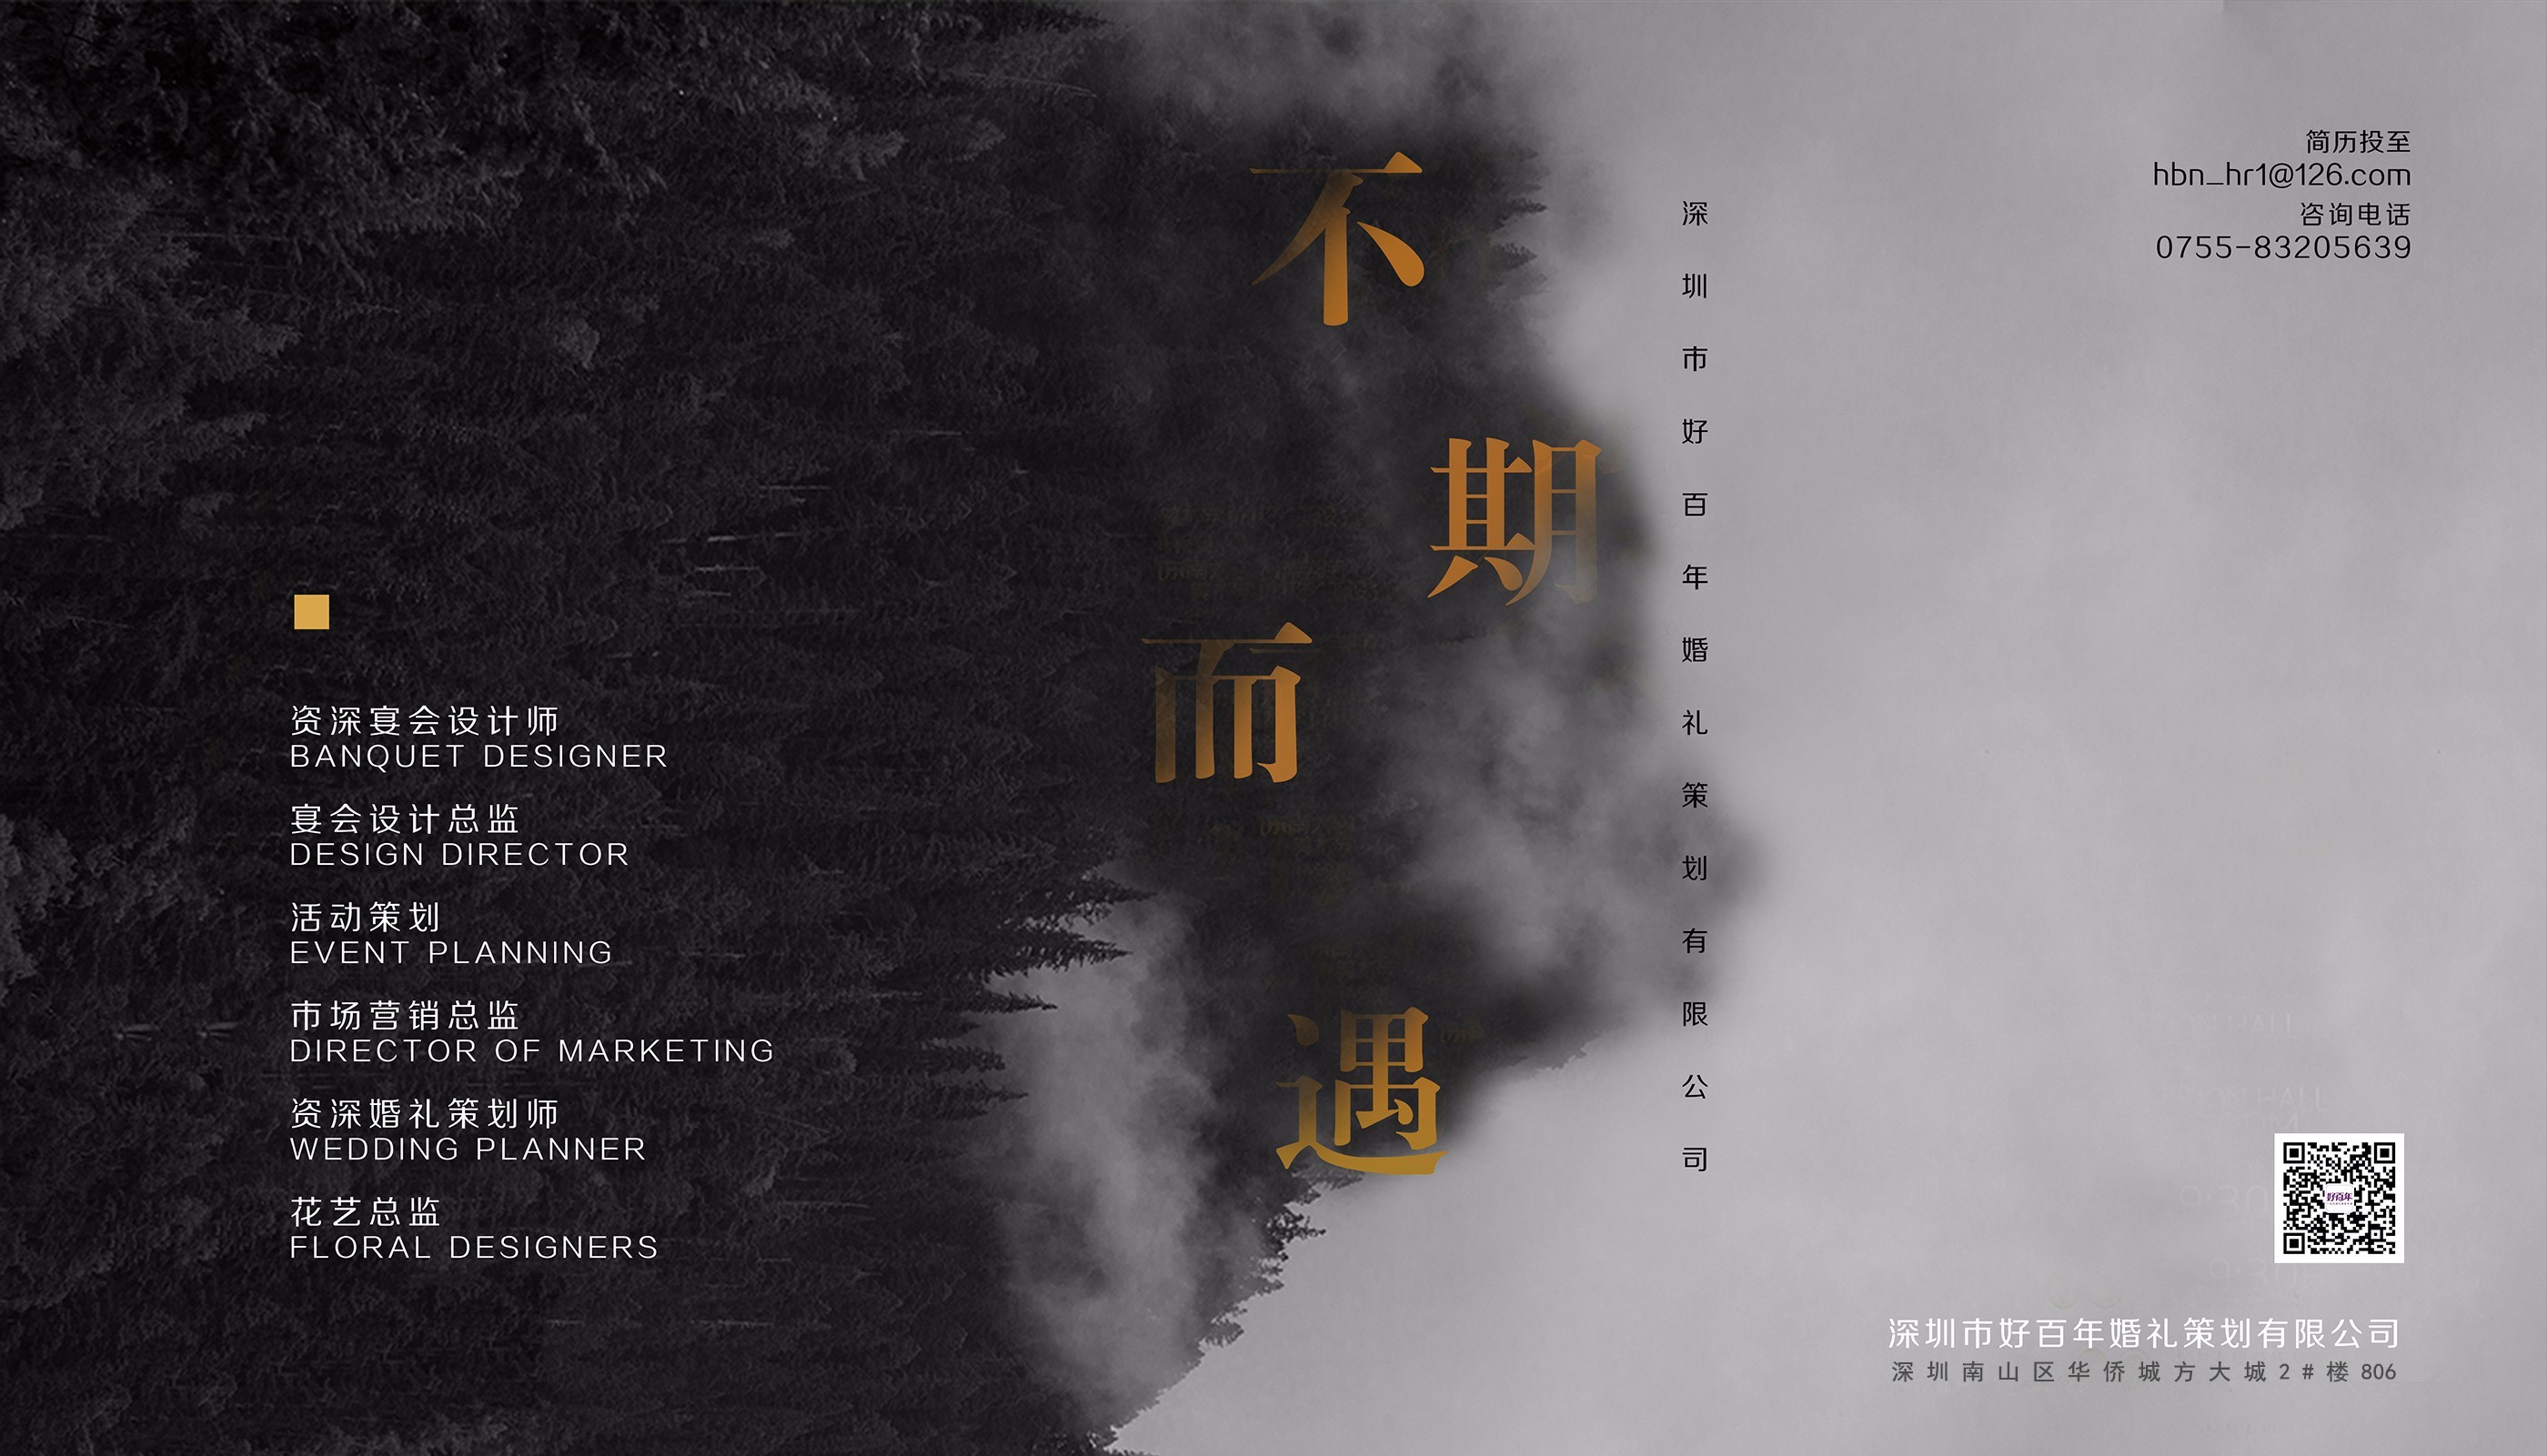 简历投至
hbn_hr1@126.com
咨询电话
0755-83205639
不期而遇
深圳市好百年婚礼策划有限公司
资深宴会设计师
BANQUET DESIGNER
宴会设计总监
DESIGN DIRECTOR
活动策划
EVENT PLANNING
市场营销总监
DIRECTOR OF MARKETING
资深婚礼策划师
WEDDING PLANNER
花艺总监
FLORAL DESIGNERS
好百年
深圳市好百年婚礼策划有限公司
深圳南山区华侨城方大城2#楼806